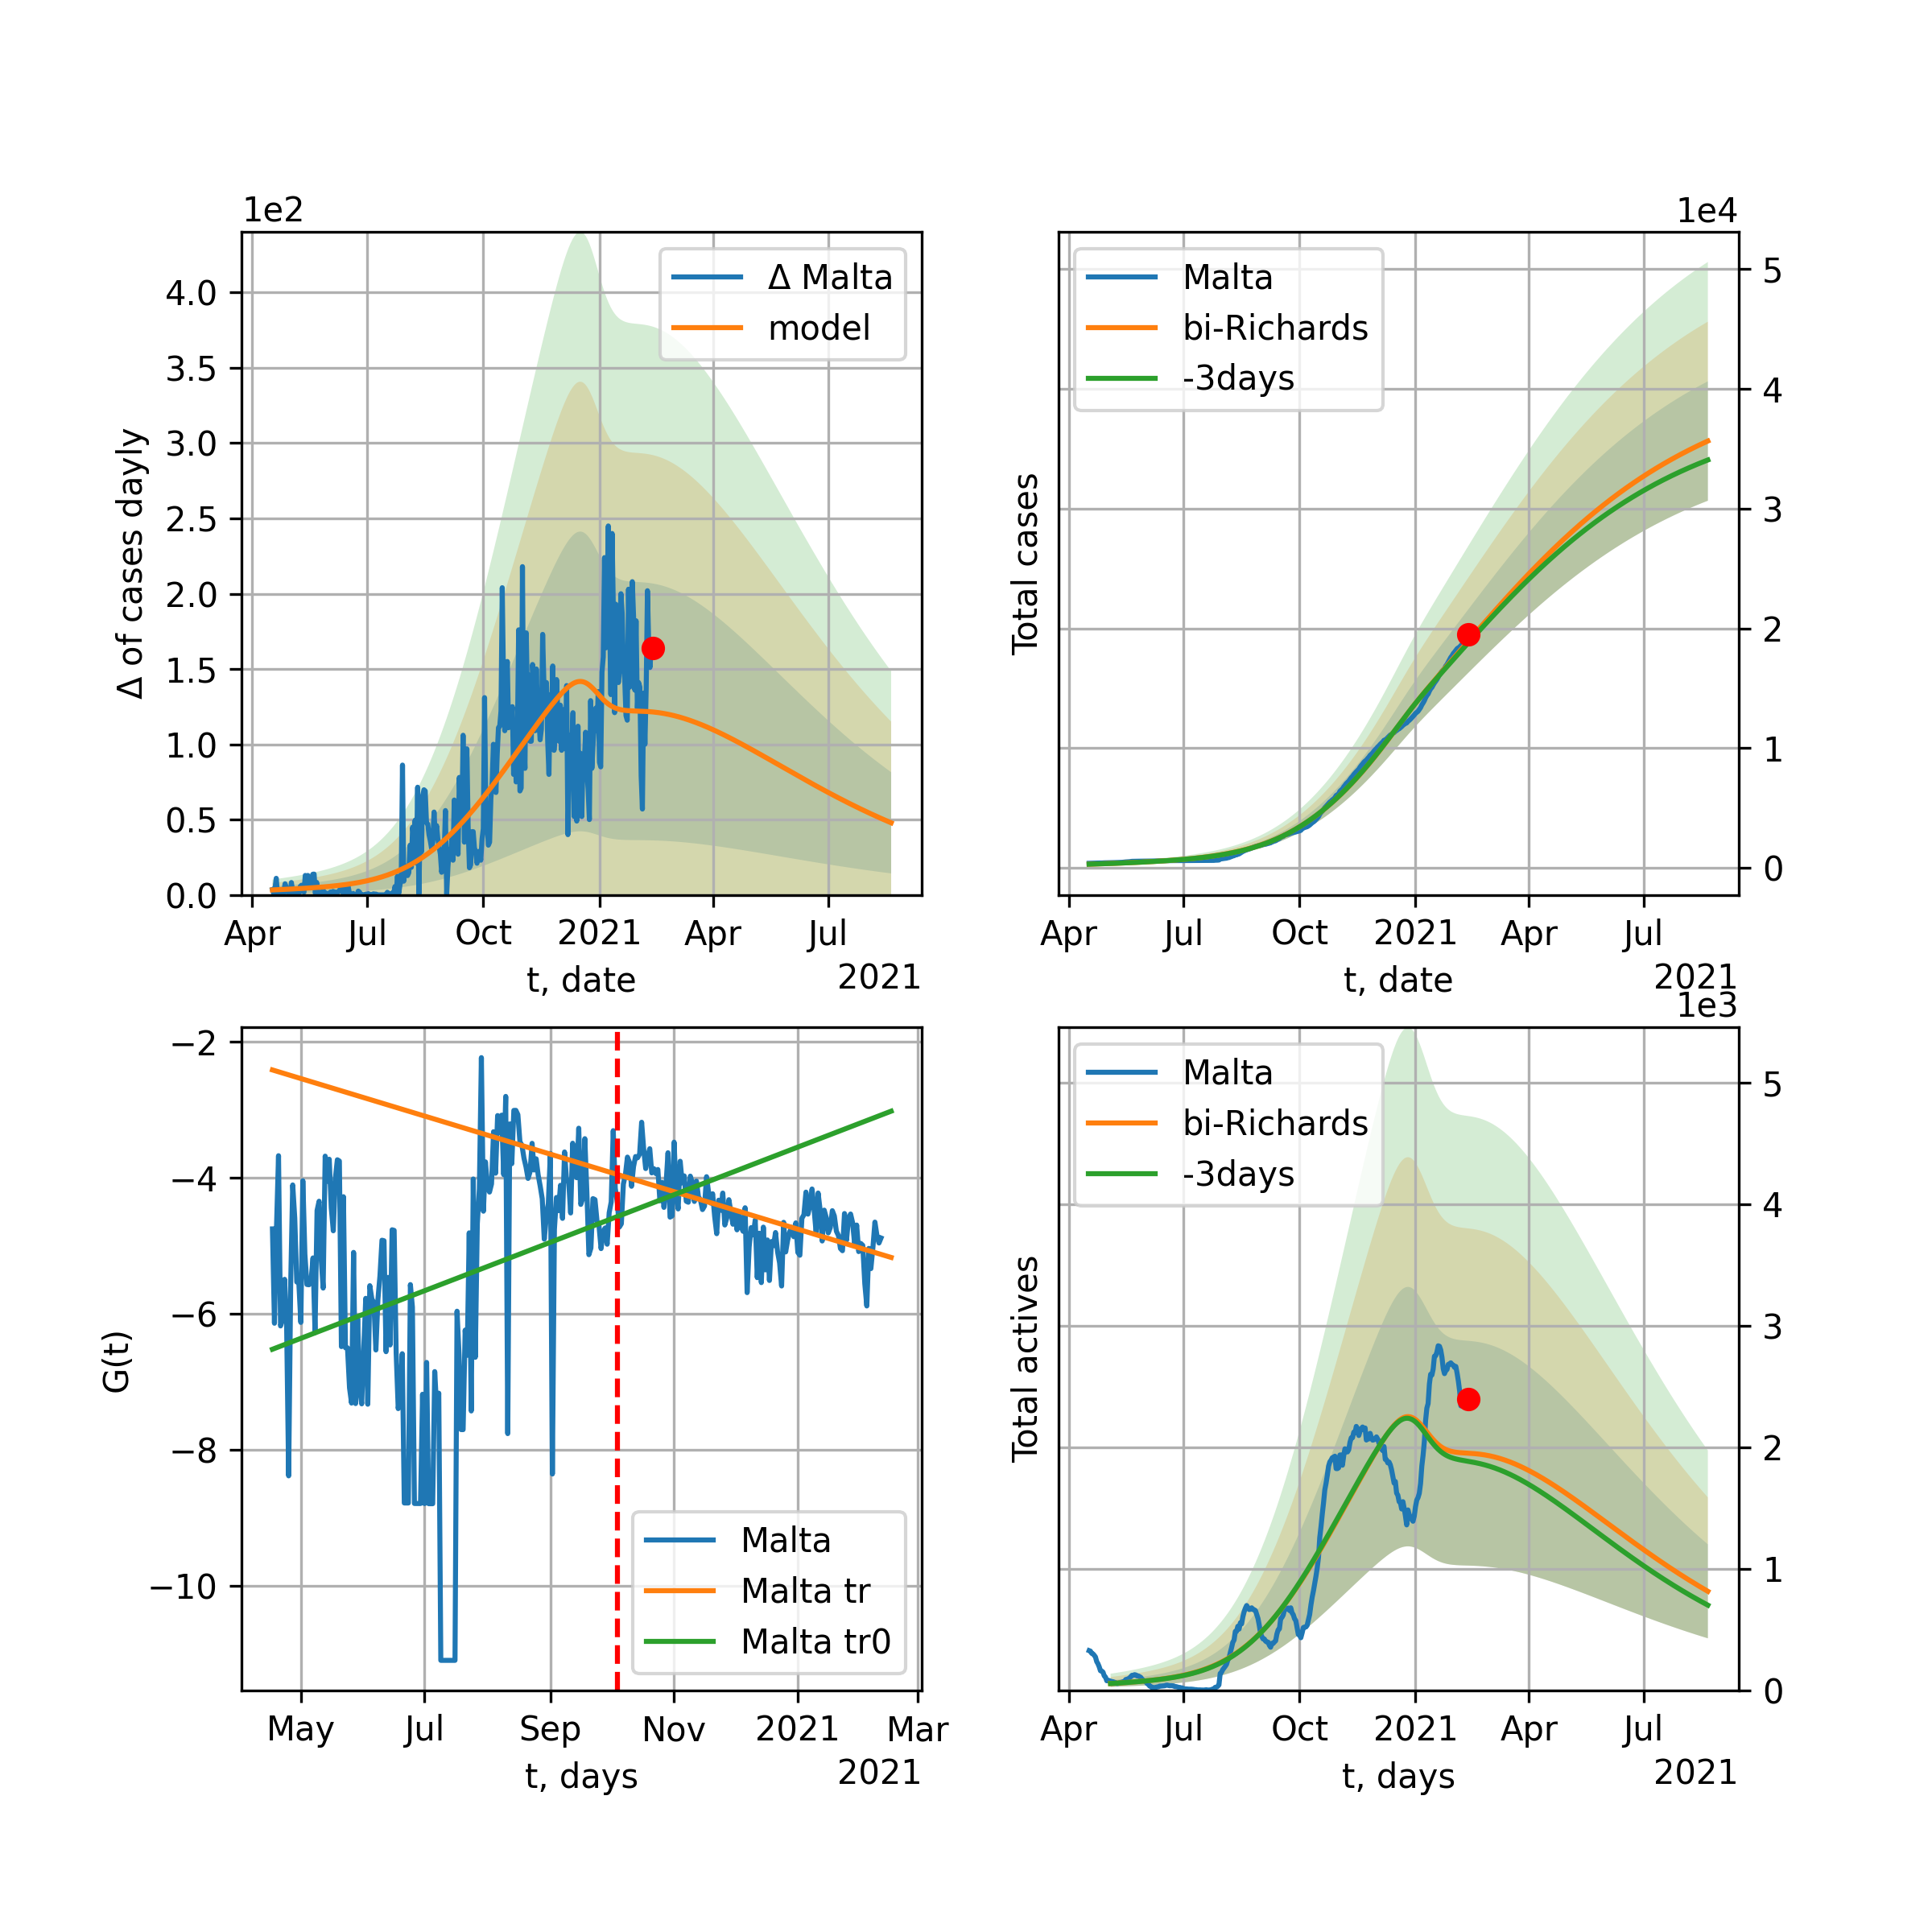 1e2
Δ of cases dayly
4.0
3.5
3.0
2.5
2.0
1.5
1.0
0.5
0.0
Δ Malta
model
Apr Jul Oct 2021 Apr Jul
t, date
2021
1e4
Total cases
Malta
bi-Richards
-3days
5
4
3
2
1
0
Apr Jul Oct 2021 Apr Jul
t, date
2021
G(t)
−2
−4
−6
−8
−10
Malta
Malta tr
Malta tr0
May Jul Sep Nov 2021 Mar
t, days
2021
1e3
Total actives
Malta
bi-Richards
-3days
5
4
3
2
1
0
Apr Jul Oct 2021 Apr Jul
t, days
2021